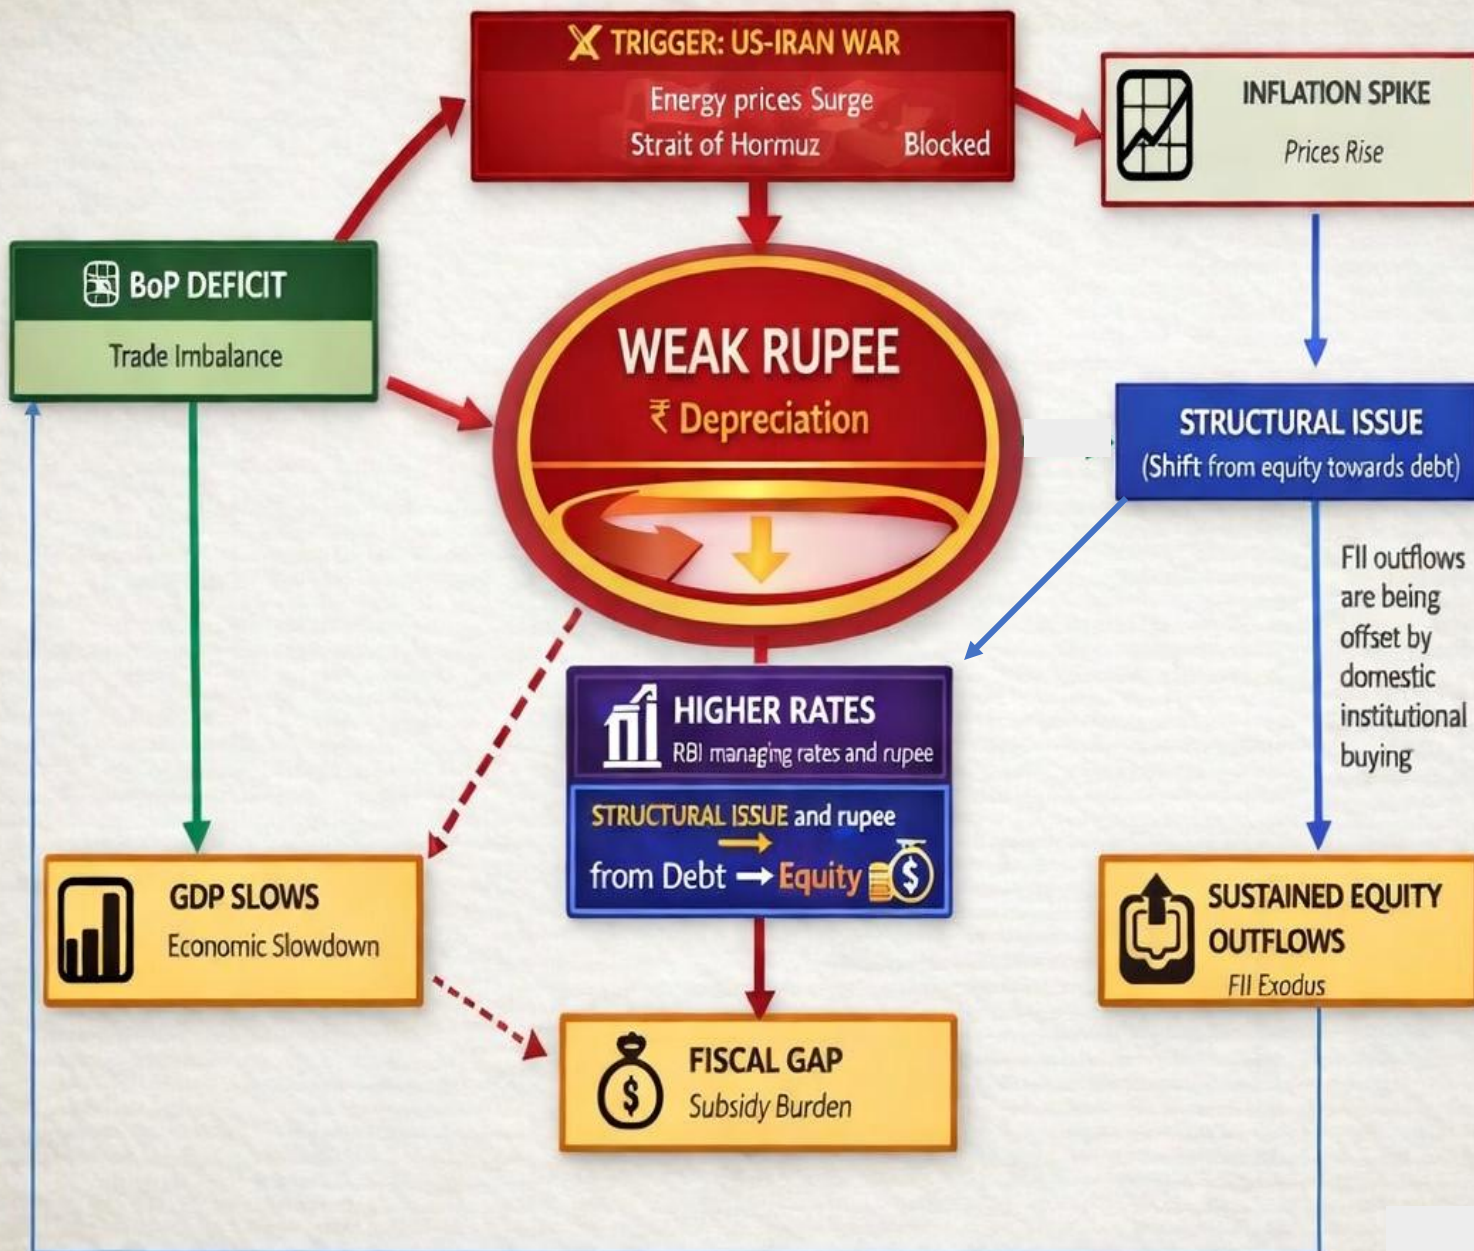 TRIGGER: US-IRAN WAR
Energy prices Surge
Strait of Hormuz Blocked
INFLATION SPIKE
Prices Rise
BoP DEFICIT
Trade Imbalance
WEAK RUPEE
₹ Depreciation
STRUCTURAL ISSUE
(Shift from equity towards debt)
FII outflows
are being
offset by
domestic
institutional
buying
HIGHER RATES
RBI managing rates and rupee
STRUCTURAL ISSUE and rupee
from Debt → Equity
$
GDP SLOWS
Economic Slowdown
SUSTAINED EQUITY
OUTFLOWS
FII Exodus
FISCAL GAP
Subsidy Burden
$